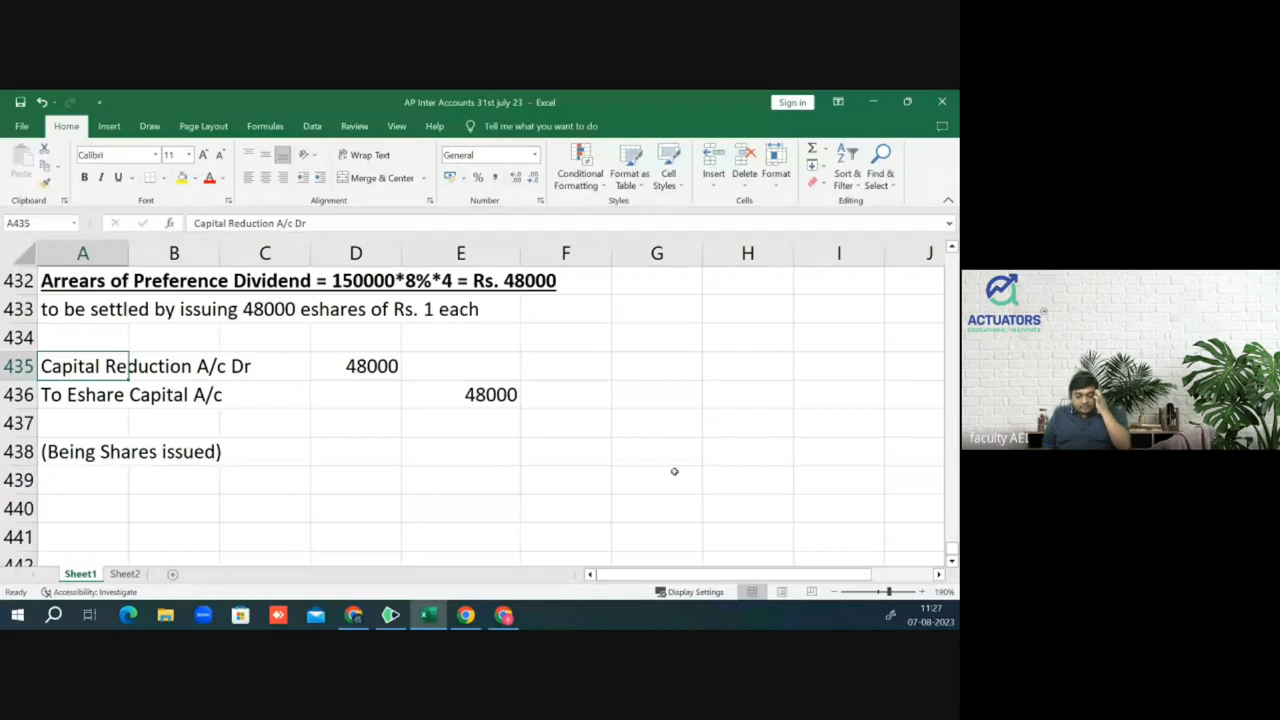 AP Inter Accounts 31st july 23 - Excel
Sign in
File Home Insert Draw Page Layout Formulas Data Review View Help Tell me what you want to do
Paste
Calibri 11
Wrap Text
Merge & Center
General
Conditional Formatting
Format as Table
Cell Styles
Insert Delete Format
Sort & Filter
Find & Select
Clipboard Font Alignment Number Styles Cells Editing
A435 fx Capital Reduction A/c Dr
A B C D E F G H I J
432 Arrears of Preference Dividend = 150000*8%*4 = Rs. 48000
433 to be settled by issuing 48000 eshares of Rs. 1 each
434
435 Capital Reduction A/c Dr 48000
436 To Eshare Capital A/c 48000
437
438 (Being Shares issued)
439
440
441
442
Sheet1 Sheet2
Ready Accessibility: Investigate Display Settings 190%
11:27
07-08-2023
ACTUATORS
EDUCATIONAL INSTITUTE
faculty AEI